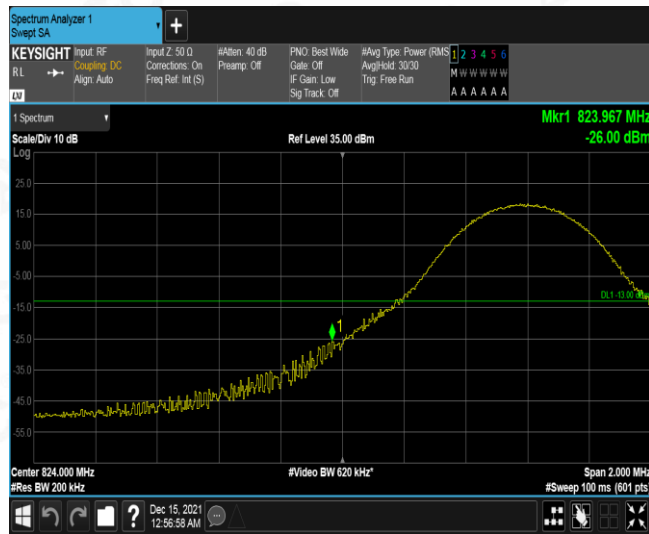 Spectrum Analyzer 1
Swept SA
KEYSIGHT
RL
LXI
Input: RF
Coupling: DC
Align: Auto
Input Z: 50 Ω
Corrections: On
Freq Ref: Int (S)
#Atten: 40 dB
Preamp: Off
PNO: Best Wide
Gate: Off
IF Gain: Low
Sig Track: Off
#Avg Type: Power (RMS
Avg|Hold: 30/30
Trig: Free Run
1 2 3 4 5 6
M W W W W W
A A A A A A
1 Spectrum
Scale/Div 10 dB
Log
Ref Level 35.00 dBm
Mkr1 823.967 MHz
-26.00 dBm
25.0
15.0
5.00
-5.00
-15.0
-25.0
-35.0
-45.0
-55.0
DL1 -13.00 dBm
1
Center 824.000 MHz
#Res BW 200 kHz
#Video BW 620 kHz*
Span 2.000 MHz
#Sweep 100 ms (601 pts)
?
Dec 15, 2021
12:56:58 AM